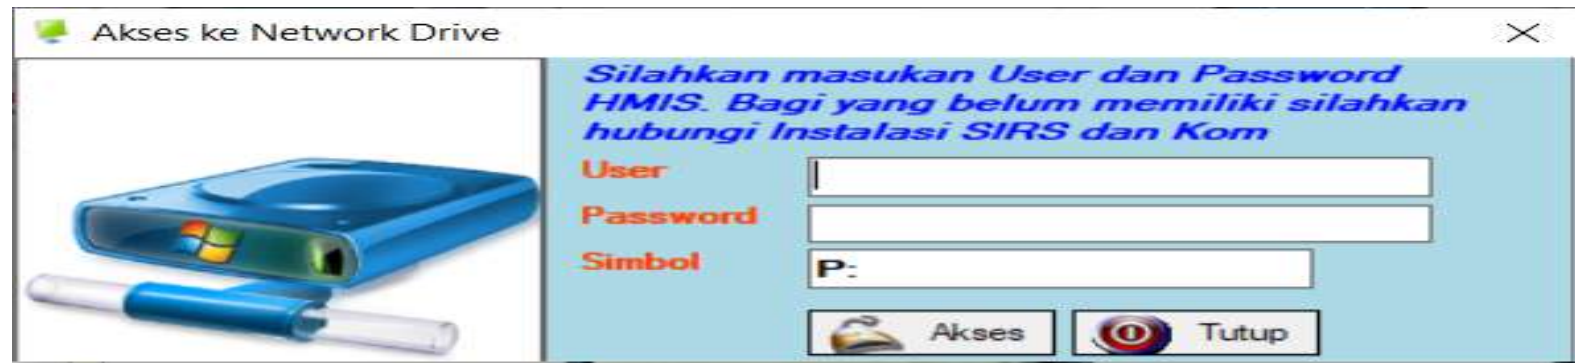 Akses ke Network Drive
Silahkan masukan User dan Password
HMIS. Bagi yang belum memiliki silahkan
hubungi Instalasi SIRS dan Kom
User
Password
Simbol P:
Akses Tutup